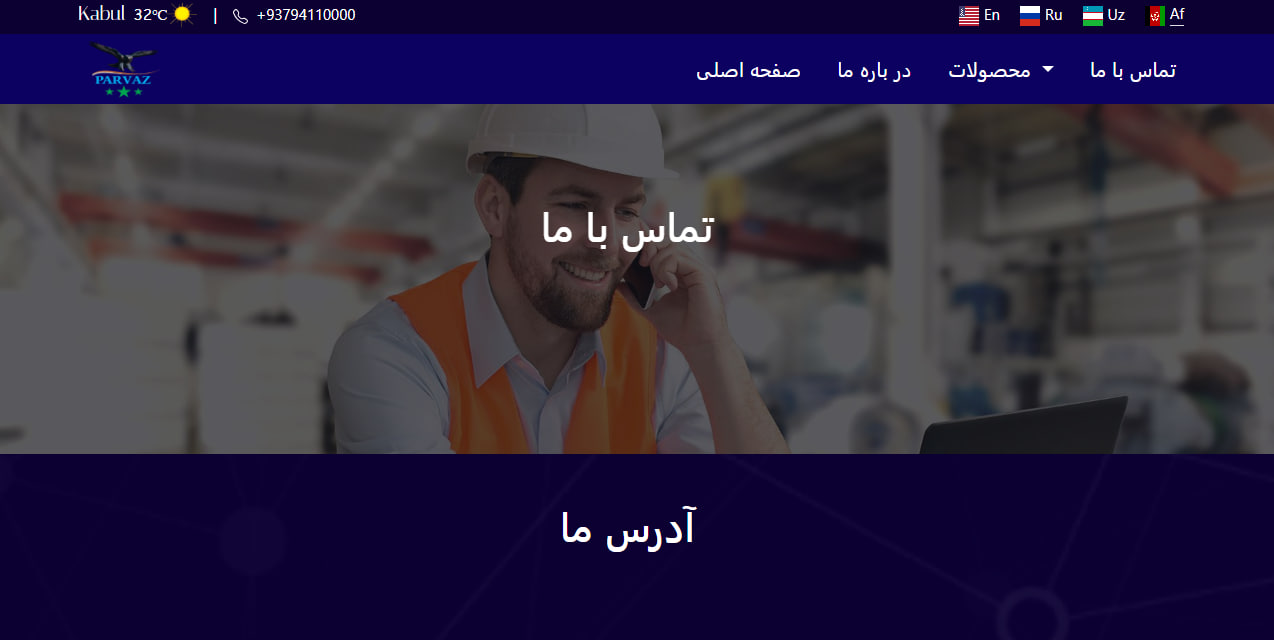 Kabul 32°C | +93794110000 En Ru Uz Af
PARVAZ
صفحه اصلی در باره ما محصولات تماس با ما
تماس با ما
آدرس ما